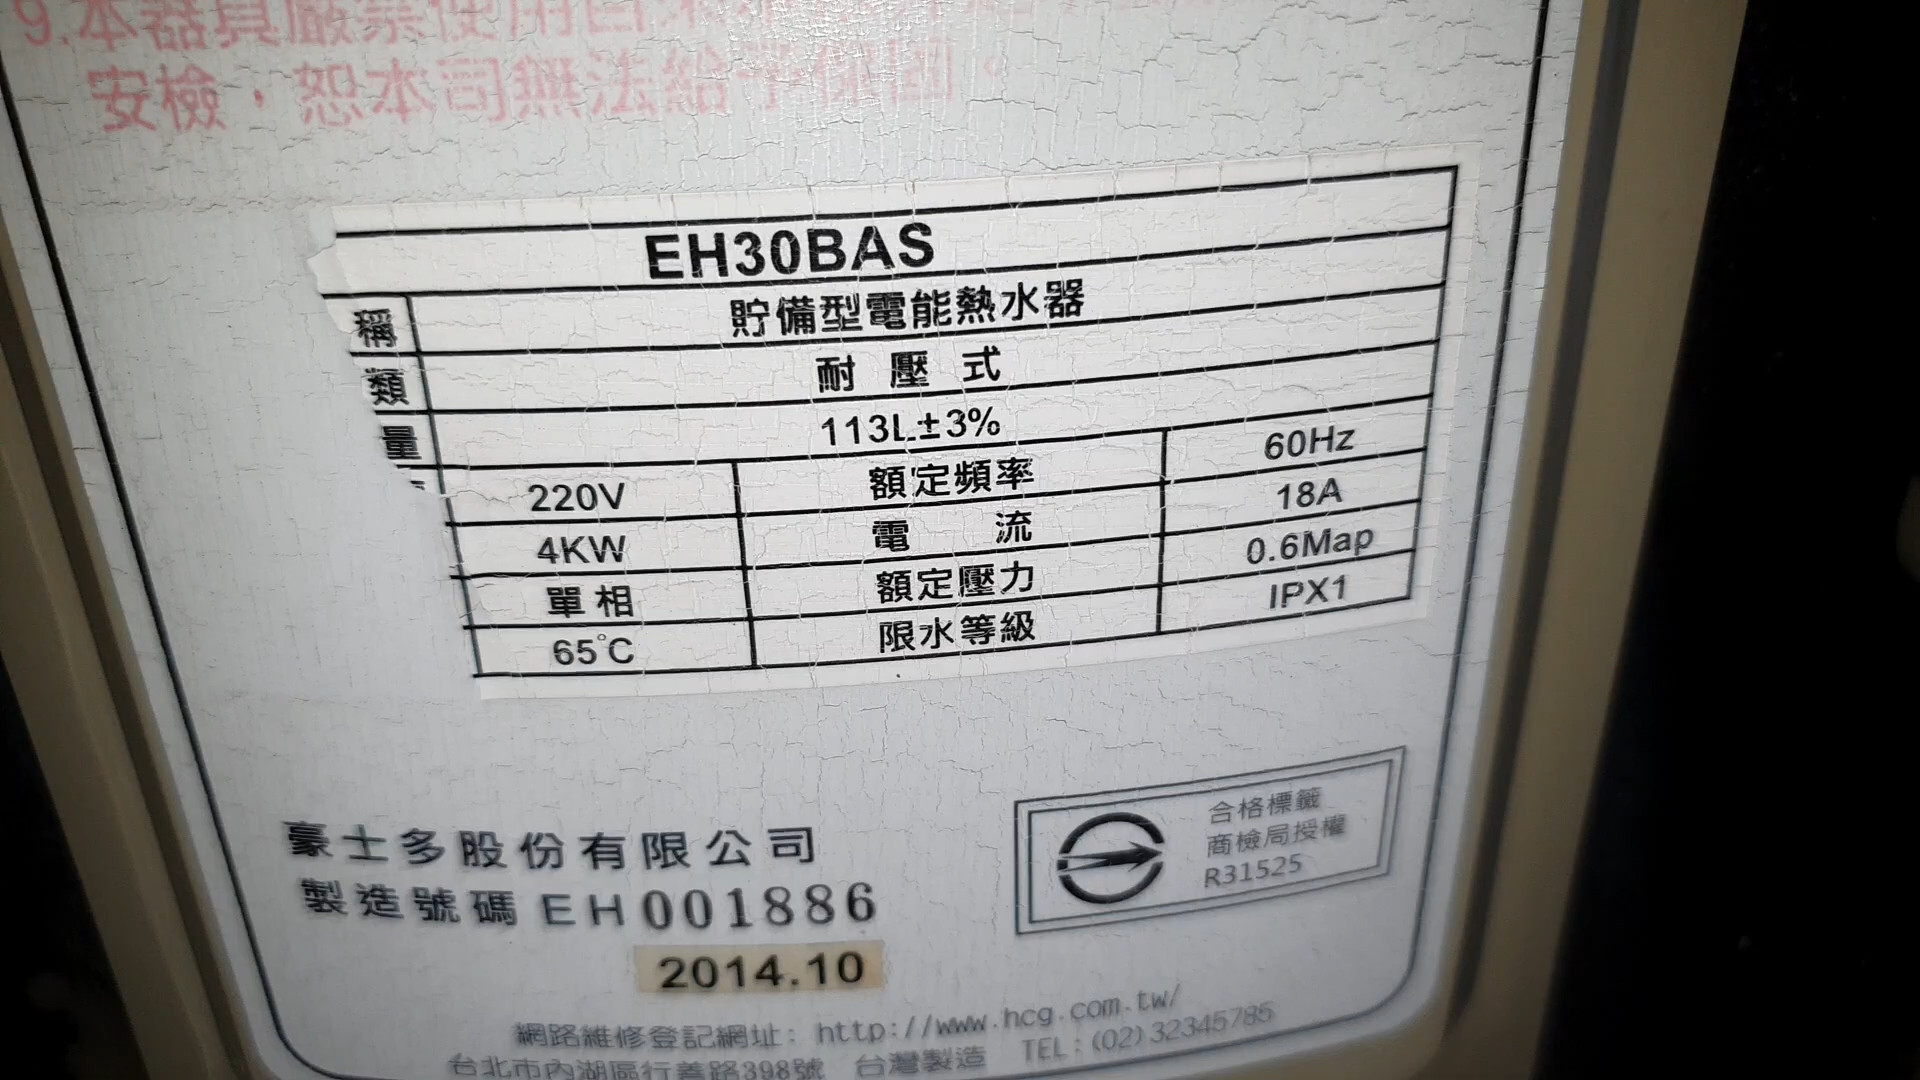 9.本器具嚴禁使用自
安檢，恕本司無法給予保固。
EH30BAS
稱 貯備型電能熱水器
類 耐壓式
量 113L±3%
220V 額定頻率 60Hz
4KW 電流 18A
單相 額定壓力 0.6Map
65℃ 限水等級 IPX1
合格標籤
商檢局授權
R31525
豪士多股份有限公司
製造號碼 EH001886
2014.10
網路維修登記網址: http://www.hcg.com.tw/
台北市內湖區行善路398號 台灣製造 TEL:(02)32345785